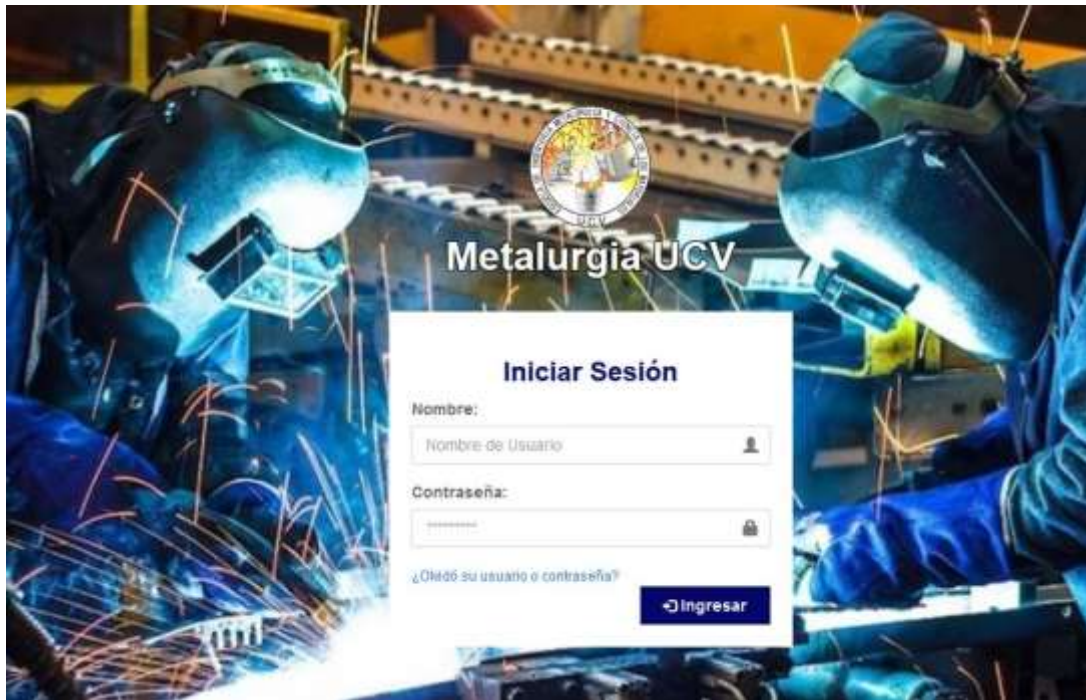 U.C.V
Metalurgia UCV
Iniciar Sesión
Nombre:
Nombre de Usuario
Contraseña:
**********
¿Olvidó su usuario o contraseña?
Ingresar